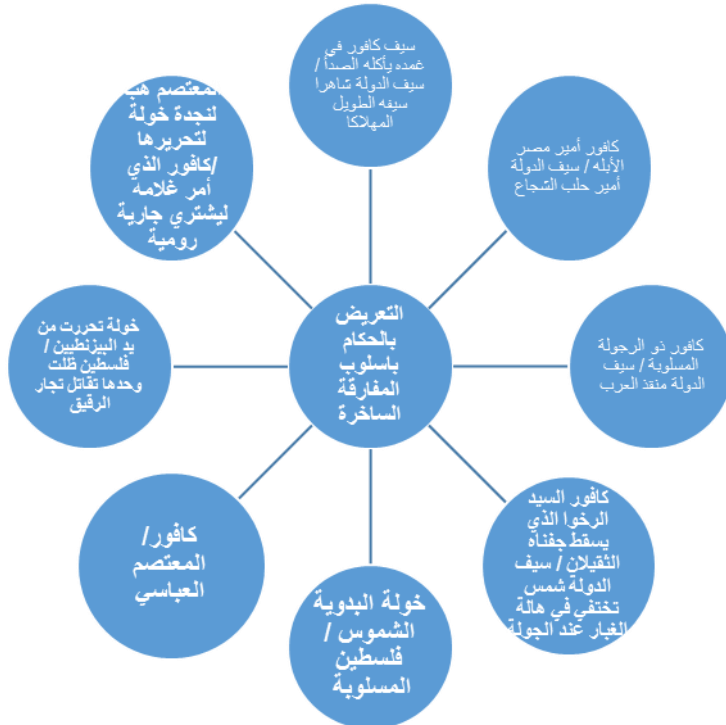 سيف كافور في
غمده يأكله الصدأ /
سيف الدولة شاهرا
سيفه الطويل
المهلاكا
كافور أمير مصر
الأبله / سيف الدولة
أمير حلب الشجاع
كافور ذو الرجولة
المسلوبة / سيف
الدولة منقذ العرب
كافور السيد
الرخوا الذي
يسقط جفناه
الثقيلان / سيف
الدولة شمس
تختفي في هالة
الغبار عند الجولة
خولة البدوية
الشموس /
فلسطين
المسلوبة
كافور/
المعتصم
العباسي
خولة تحررت من
يد البيزنطيين /
فلسطين ظلت
وحدها تقاتل تجار
الرقيق
المعتصم هب
لنجدة خولة
لتحريرها
/كافور الذي
أمر غلامه
ليشتري جارية
رومية
التعريض
بالحكام
باسلوب
المفارقة
الساخرة